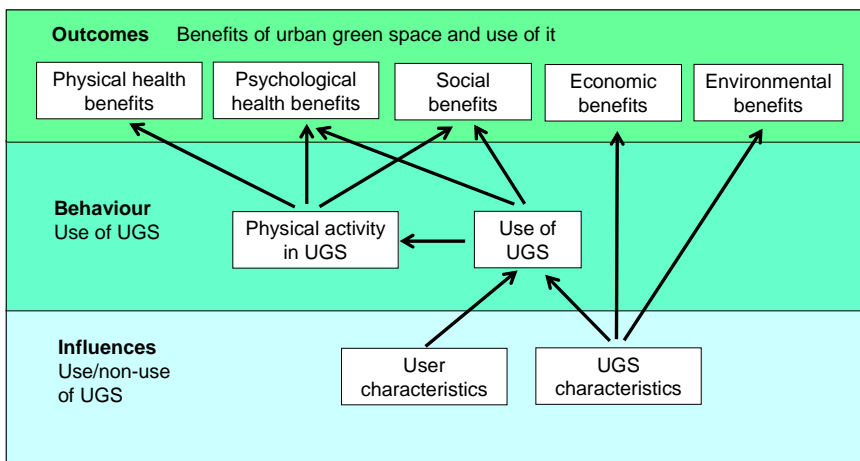 Outcomes Benefits of urban green space and use of it
Physical health
benefits
Psychological
health benefits
Social
benefits
Economic
benefits
Environmental
benefits
Behaviour
Use of UGS
Physical activity
in UGS
Use of
UGS
Influences
Use/non-use
of UGS
User
characteristics
UGS
characteristics